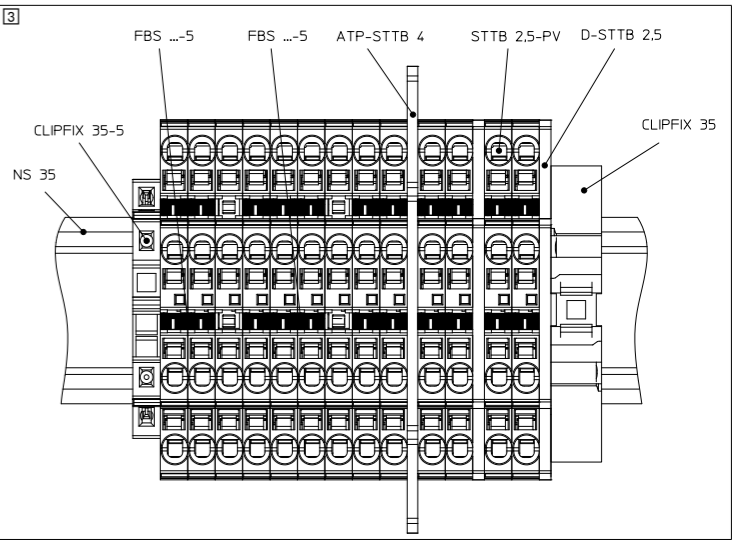 3
FBS ...-5
FBS ...-5
ATP-STTB 4
STTB 2,5-PV
D-STTB 2,5
CLIPFIX 35-5
CLIPFIX 35
NS 35